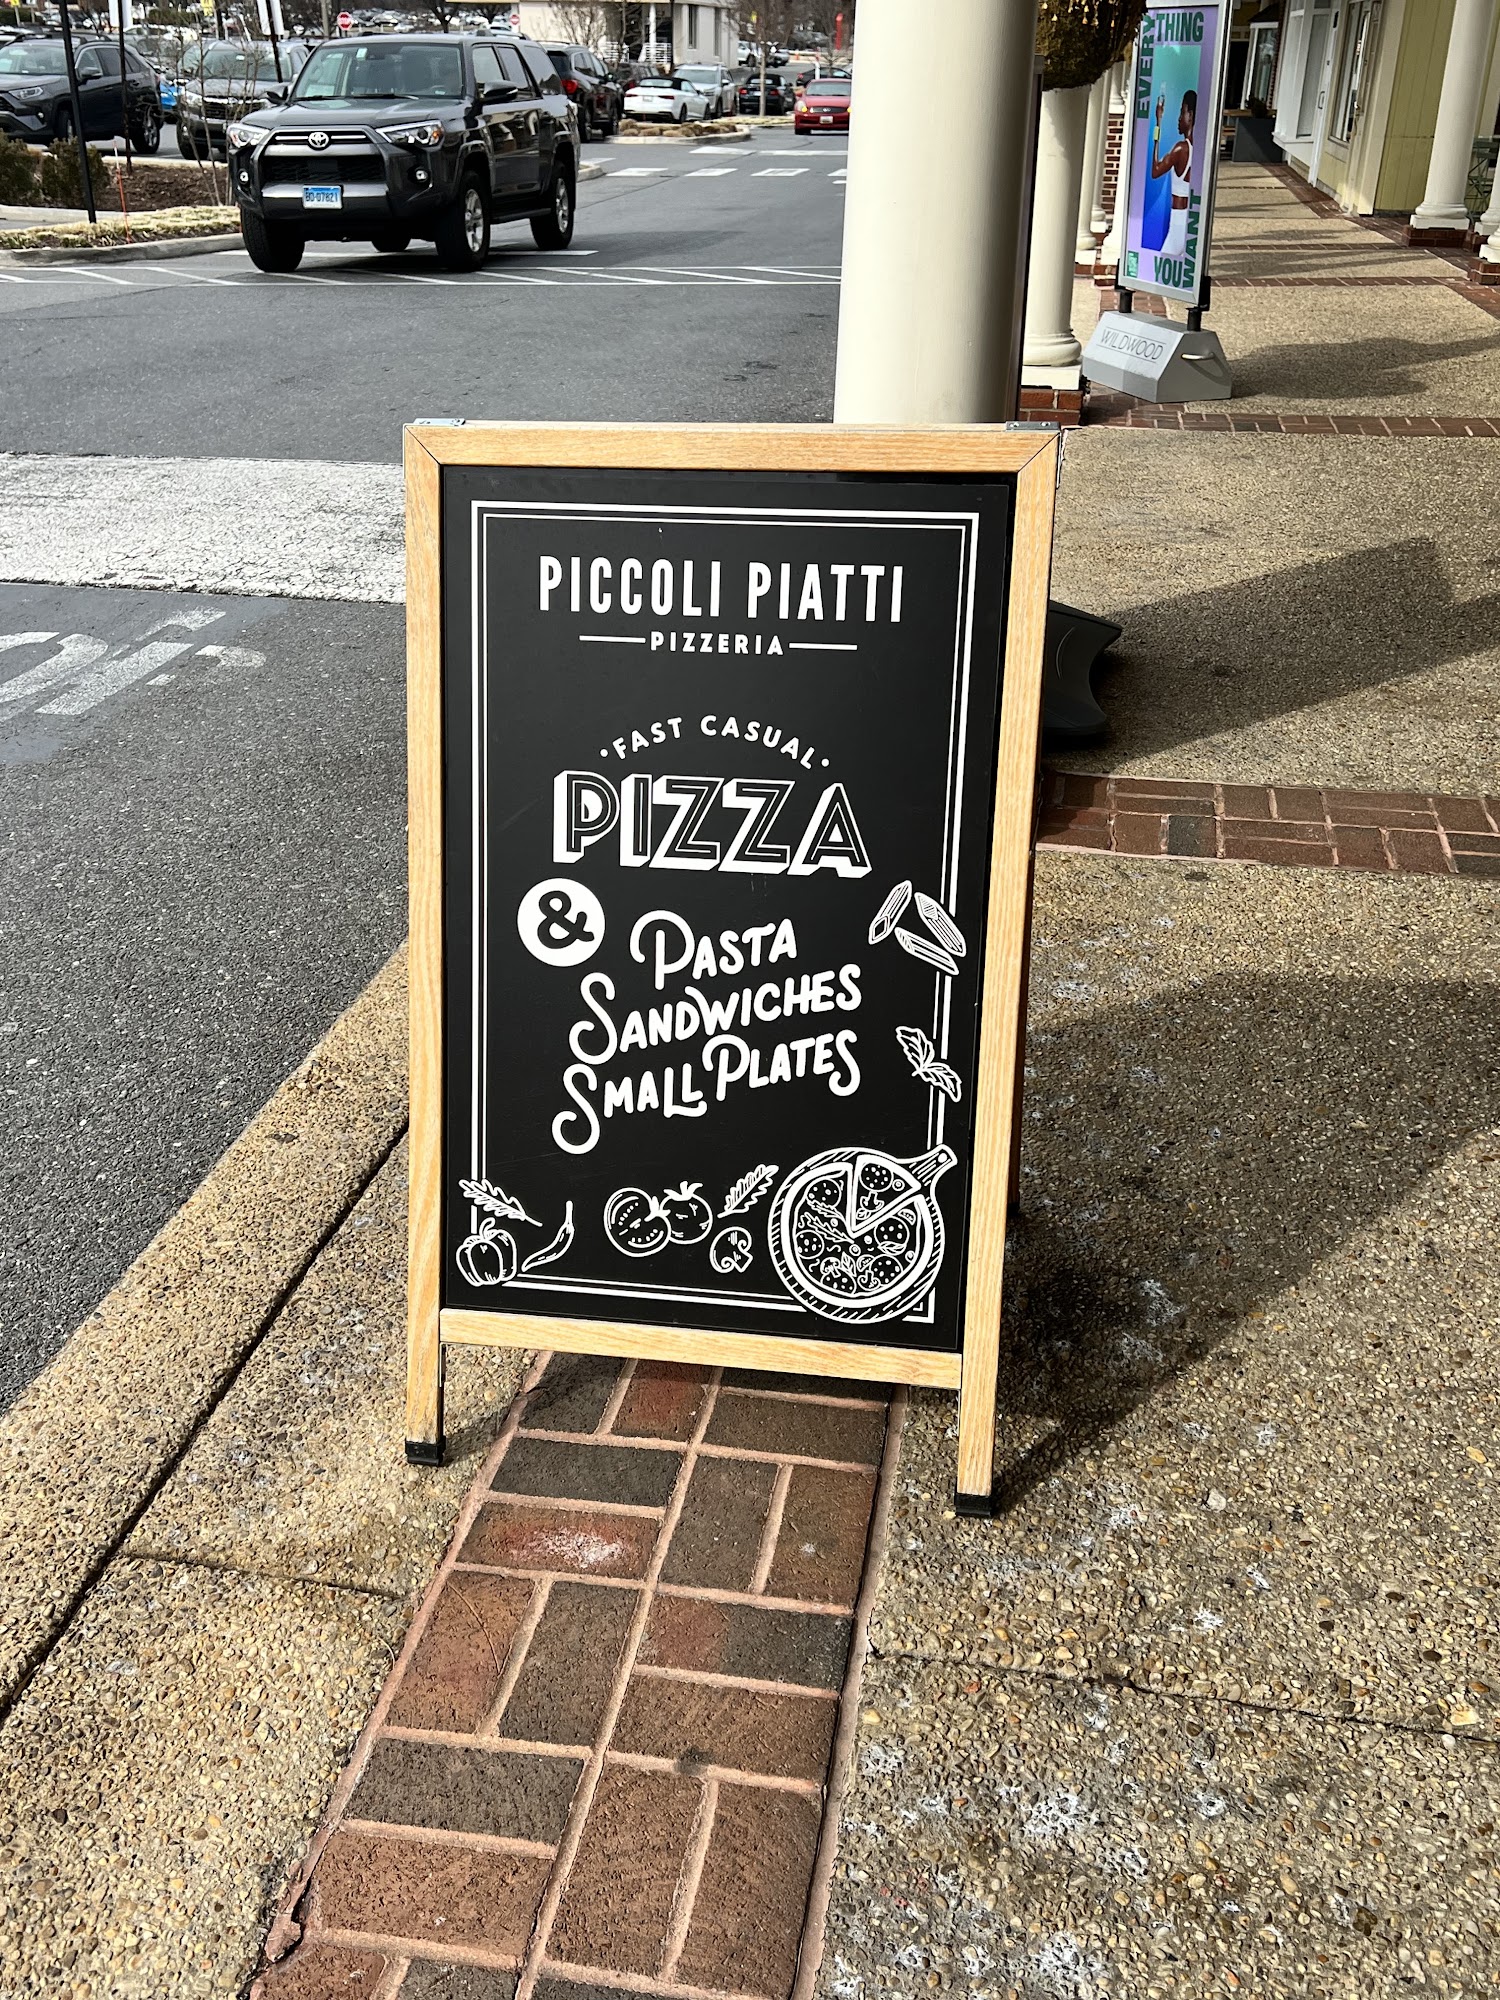 PICCOLI PIATTI
PIZZERIA
·FAST CASUAL·
PIZZA
&
PASTA
SANDWICHES
SMALL PLATES
EVERYTHING
YOU WANT
WILDWOOD